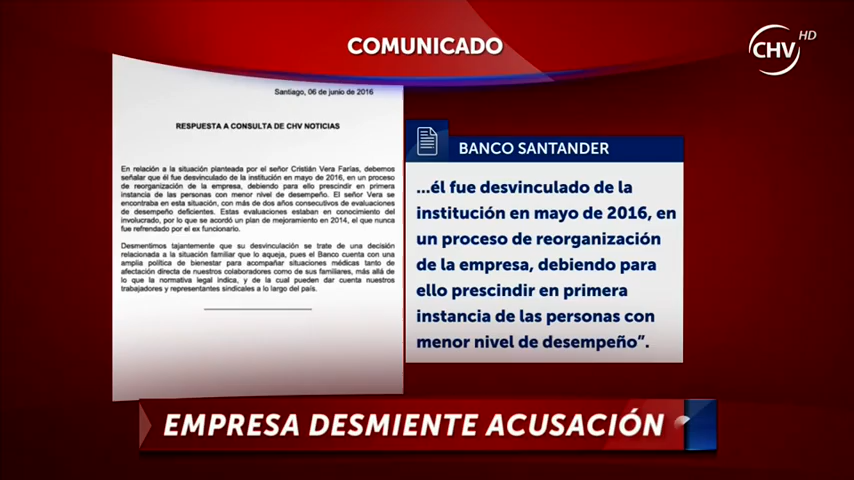 COMUNICADO
CHV HD
Santiago, 06 de junio de 2016
RESPUESTA A CONSULTA DE CHV NOTICIAS
En relación a la situación planteada por el señor Cristián Vera Farías, debemos
señalar que él fue desvinculado de la institución en mayo de 2016, en un proceso
de reorganización de la empresa, debiendo para ello prescindir en primera
instancia de las personas con menor nivel de desempeño. El señor Vera se
encontraba en esta situación, con más de dos años consecutivos de evaluaciones
de desempeño deficientes. Estas evaluaciones estaban en conocimiento del
involucrado, por lo que se acordó un plan de mejoramiento en 2014, el que nunca
fue refrendado por el ex funcionario.
Desmentimos tajantemente que su desvinculación se trate de una decisión
relacionada a la situación familiar que lo aqueja, pues el Banco cuenta con una
amplia política de bienestar para acompañar situaciones médicas tanto de
afectación directa de nuestros colaboradores como de sus familiares, más allá de
lo que la normativa legal indica, y de la cual pueden dar cuenta nuestros
trabajadores y representantes sindicales a lo largo del país.
BANCO SANTANDER
...él fue desvinculado de la
institución en mayo de 2016, en
un proceso de reorganización
de la empresa, debiendo para
ello prescindir en primera
instancia de las personas con
menor nivel de desempeño”.
EMPRESA DESMIENTE ACUSACIÓN